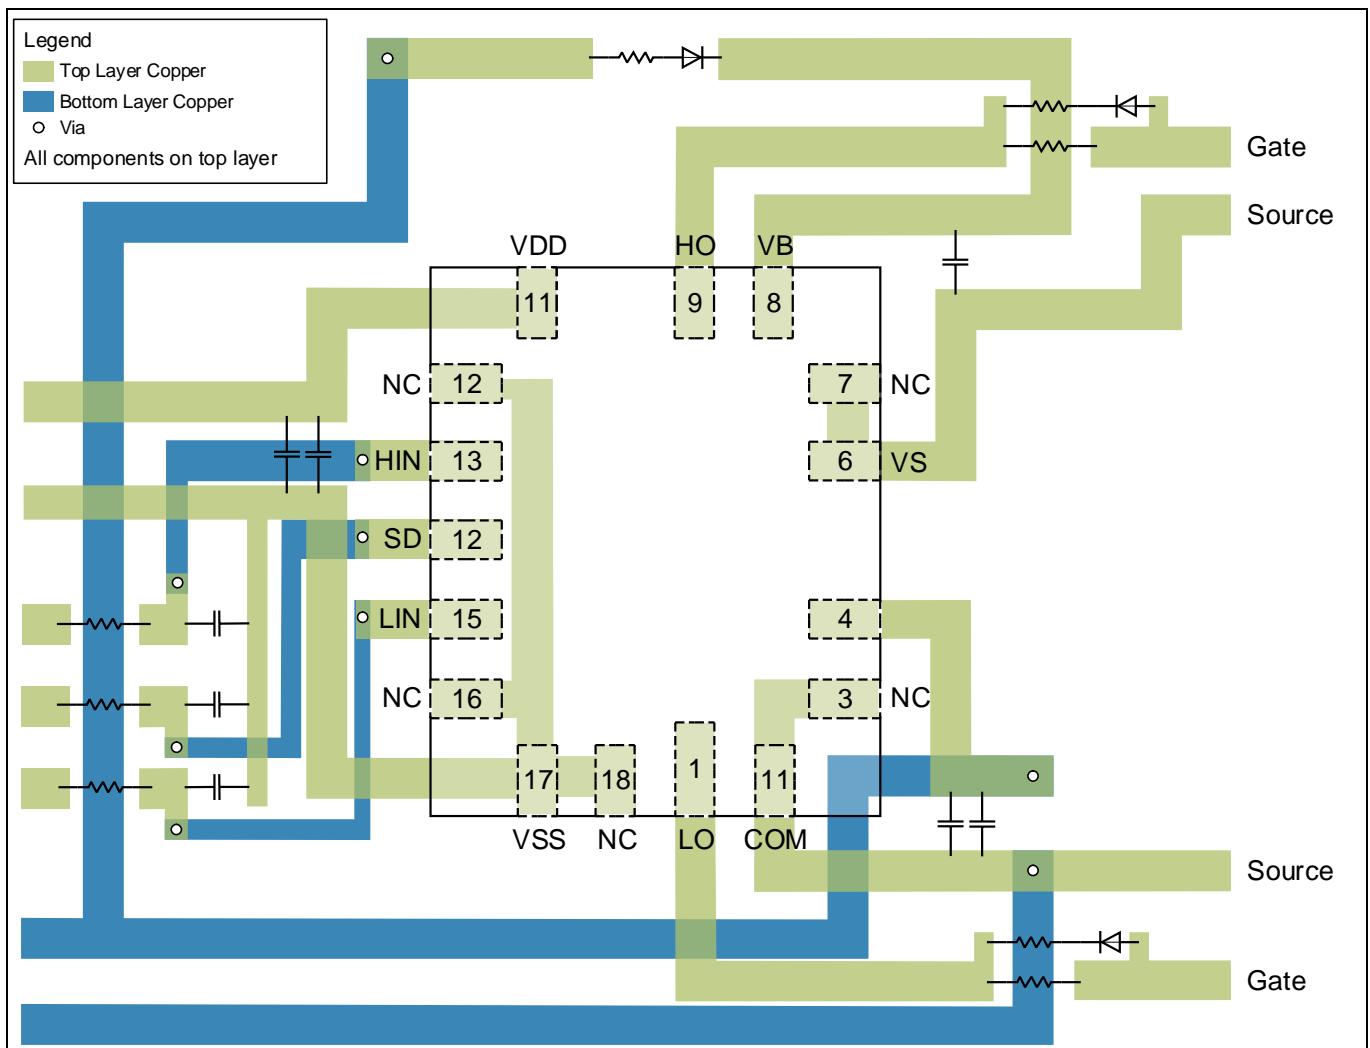 Legend
Top Layer Copper
Bottom Layer Copper
Via
All components on top layer
Gate
Source
VDD
HO
VB
11
9
8
NC
12
7
NC
HIN
13
6
VS
SD
12
LIN
15
4
NC
16
3
NC
17
18
1
11
VSS
NC
LO
COM
Source
Gate